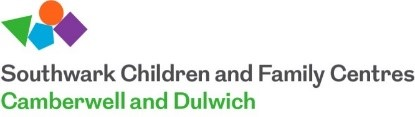 Southwark Children and Family Centres
Camberwell and Dulwich